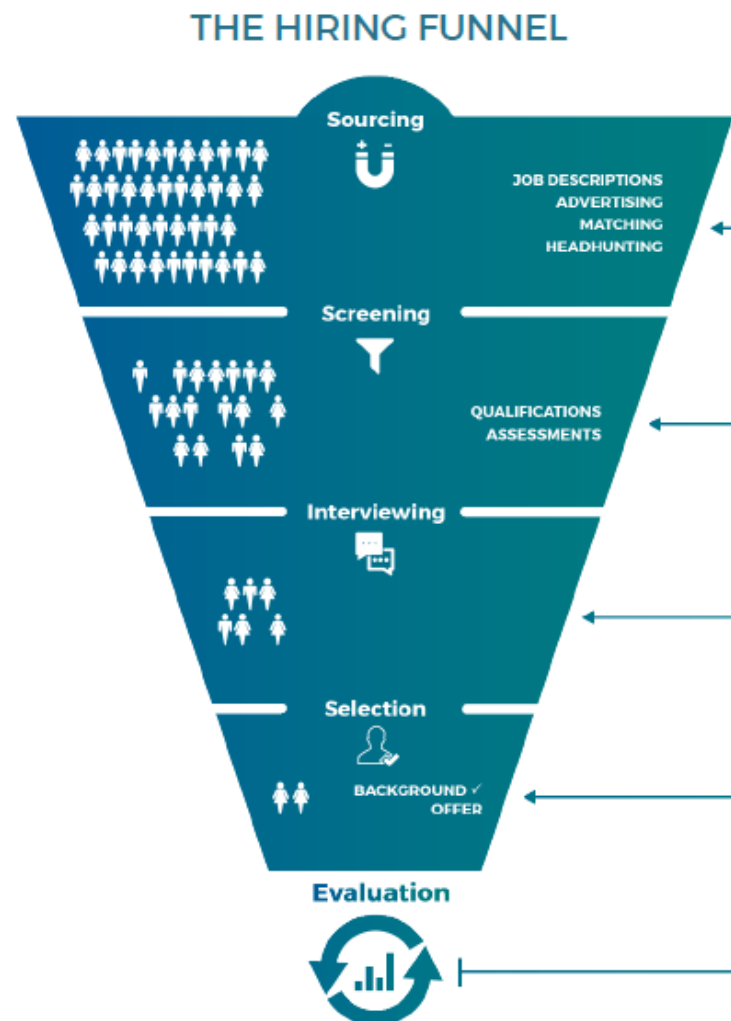 THE HIRING FUNNEL
Sourcing
JOB DESCRIPTIONS
ADVERTISING
MATCHING
HEADHUNTING
Screening
QUALIFICATIONS
ASSESSMENTS
Interviewing
Selection
BACKGROUND ✓
OFFER
Evaluation